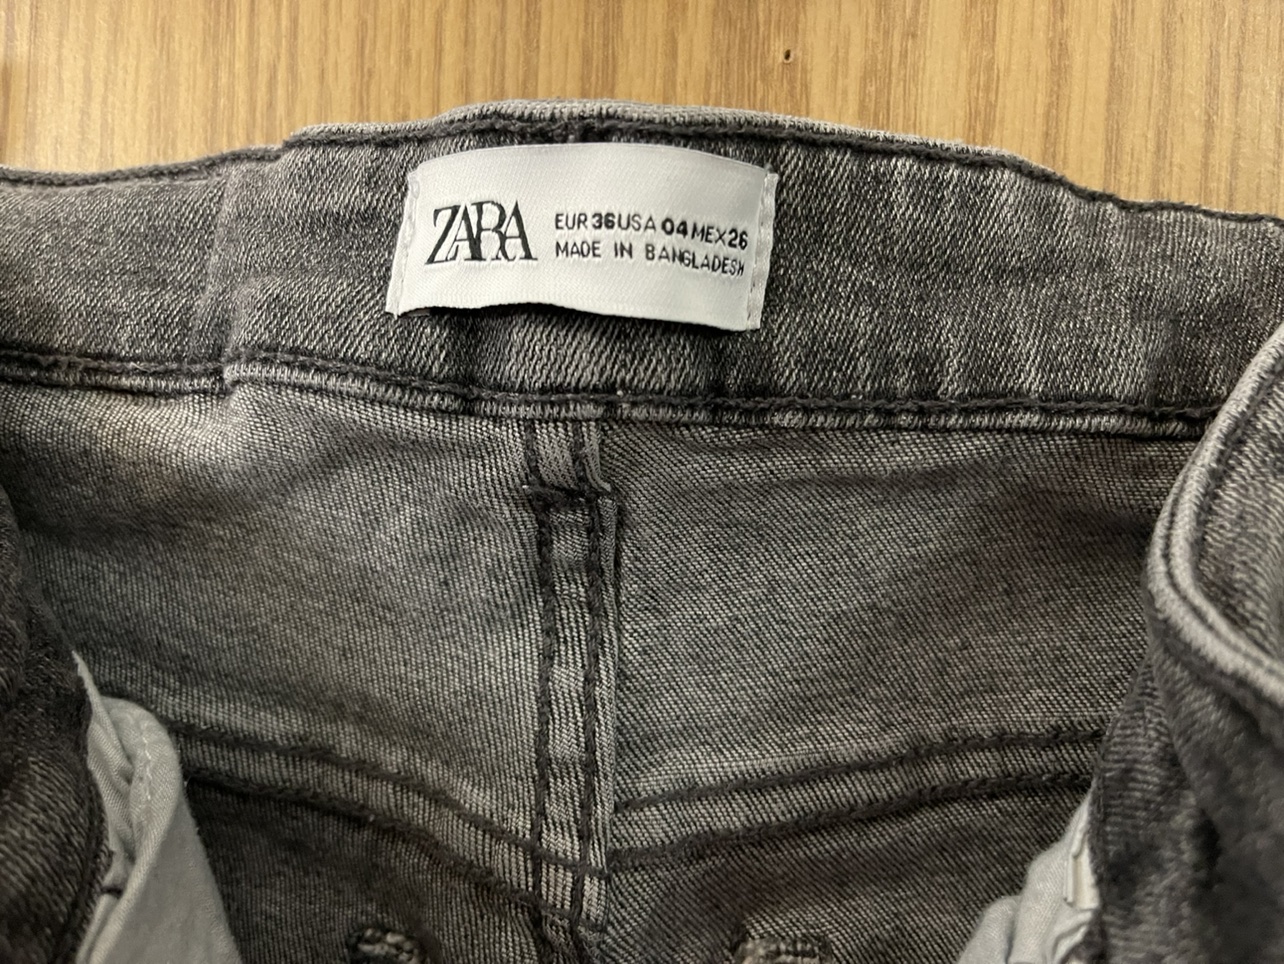 ZARA
EUR 36 USA 04 MEX 26
MADE IN BANGLADESH